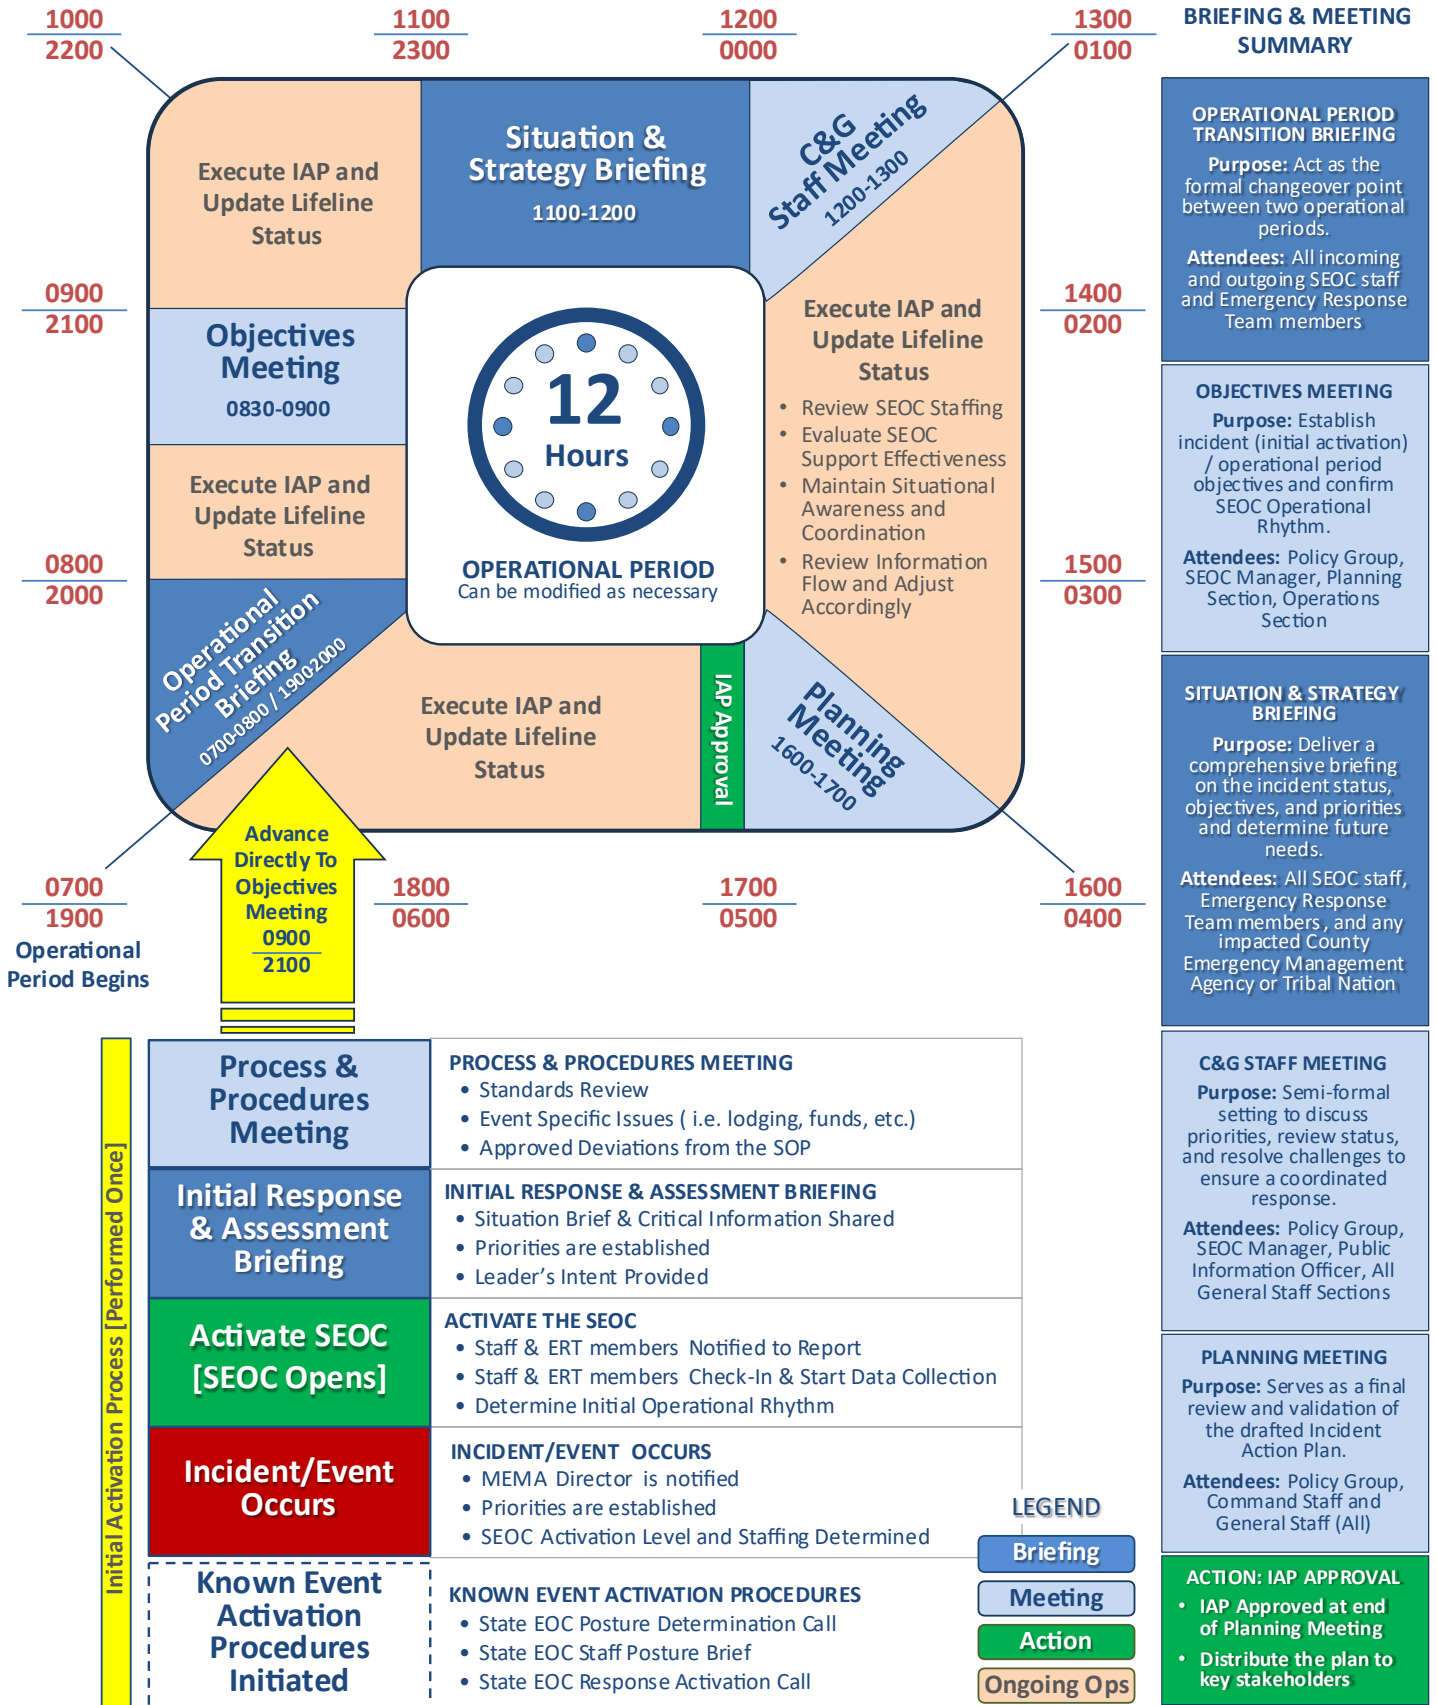 1000
2200
1100
2300
1200
0000
1300
0100
BRIEFING & MEETING
SUMMARY
Execute IAP and
Update Lifeline
Status
Situation &
Strategy Briefing
1100-1200
C&G
Staff Meeting
1200-1300
0900
2100
1400
0200
Objectives
Meeting
0830-0900
Execute IAP and
Update Lifeline
Status
0800
2000
12
Hours
OPERATIONAL PERIOD
Can be modified as necessary
Execute IAP and
Update Lifeline
Status
• Review SEOC Staffing
• Evaluate SEOC
Support Effectiveness
• Maintain Situational
Awareness and
Coordination
• Review Information
Flow and Adjust
Accordingly
1500
0300
Operational
Period Transition
Briefing
0700-0800 / 1900-2000
Execute IAP and
Update Lifeline
Status
IAP Approval
Planning
Meeting
1600-1700
0700
1900
Operational
Period Begins
Advance
Directly To
Objectives
Meeting
0900
2100
1800
0600
1700
0500
1600
0400
OPERATIONAL PERIOD
TRANSITION BRIEFING
Purpose: Act as the
formal changeover point
between two operational
periods.
Attendees: All incoming
and outgoing SEOC staff
and Emergency Response
Team members
OBJECTIVES MEETING
Purpose: Establish
incident (initial activation)
/ operational period
objectives and confirm
SEOC Operational
Rhythm.
Attendees: Policy Group,
SEOC Manager, Planning
Section, Operations
Section
SITUATION & STRATEGY
BRIEFING
Purpose: Deliver a
comprehensive briefing
on the incident status,
objectives, and priorities
and determine future
needs.
Attendees: All SEOC staff,
Emergency Response
Team members, and any
impacted County
Emergency Management
Agency or Tribal Nation
C&G STAFF MEETING
Purpose: Semi-formal
setting to discuss
priorities, review status,
and resolve challenges to
ensure a coordinated
response.
Attendees: Policy Group,
SEOC Manager, Public
Information Officer, All
General Staff Sections
PLANNING MEETING
Purpose: Serves as a final
review and validation of
the drafted Incident
Action Plan.
Attendees: Policy Group,
Command Staff and
General Staff (All)
ACTION: IAP APPROVAL
• IAP Approved at end
of Planning Meeting
• Distribute the plan to
key stakeholders
Initial Activation Process [Performed Once]
Process &
Procedures
Meeting
PROCESS & PROCEDURES MEETING
• Standards Review
• Event Specific Issues ( i.e. lodging, funds, etc.)
• Approved Deviations from the SOP
Initial Response
& Assessment
Briefing
INITIAL RESPONSE & ASSESSMENT BRIEFING
• Situation Brief & Critical Information Shared
• Priorities are established
• Leader’s Intent Provided
Activate SEOC
[SEOC Opens]
ACTIVATE THE SEOC
• Staff & ERT members Notified to Report
• Staff & ERT members Check-In & Start Data Collection
• Determine Initial Operational Rhythm
Incident/Event
Occurs
INCIDENT/EVENT OCCURS
• MEMA Director is notified
• Priorities are established
• SEOC Activation Level and Staffing Determined
Known Event
Activation
Procedures
Initiated
KNOWN EVENT ACTIVATION PROCEDURES
• State EOC Posture Determination Call
• State EOC Staff Posture Brief
• State EOC Response Activation Call
LEGEND
Briefing
Meeting
Action
Ongoing Ops